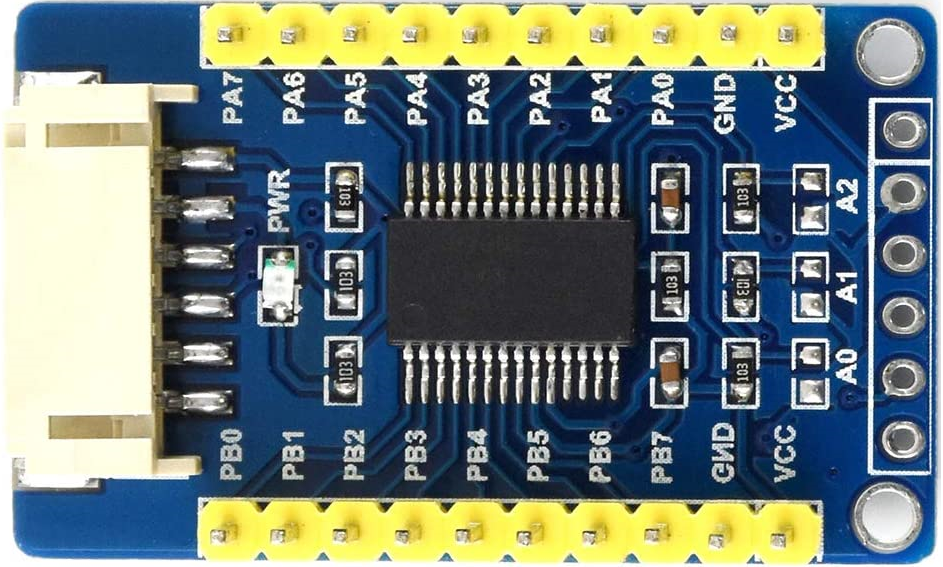 PA7 PA6 PA5 PA4 PA3 PA2 PA1 PA0 GND VCC
PWR
103 103 A2
103 103 103 A1
103 103 A0
PB0 PB1 PB2 PB3 PB4 PB5 PB6 PB7 GND VCC